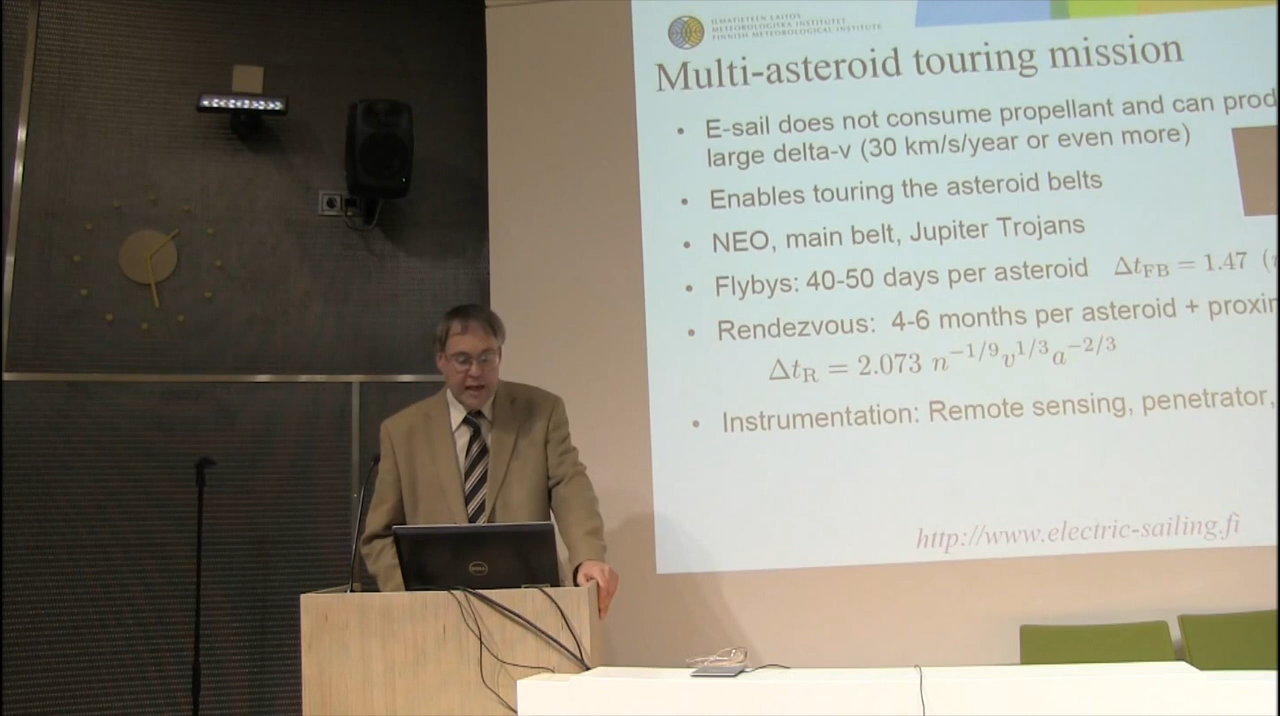 ILMATIETEEN LAITOS
METEOROLOGISKA INSTITUTET
FINNISH METEOROLOGICAL INSTITUTE
Multi-asteroid touring mission
• E-sail does not consume propellant and can prod
large delta-v (30 km/s/year or even more)
• Enables touring the asteroid belts
• NEO, main belt, Jupiter Trojans
• Flybys: 40-50 days per asteroid Δt_FB = 1.47 (
• Rendezvous: 4-6 months per asteroid + proxi
Δt_R = 2.073 n^{-1/9} v^{1/3} a^{-2/3}
• Instrumentation: Remote sensing, penetrator,
http://www.electric-sailing.fi
DELL